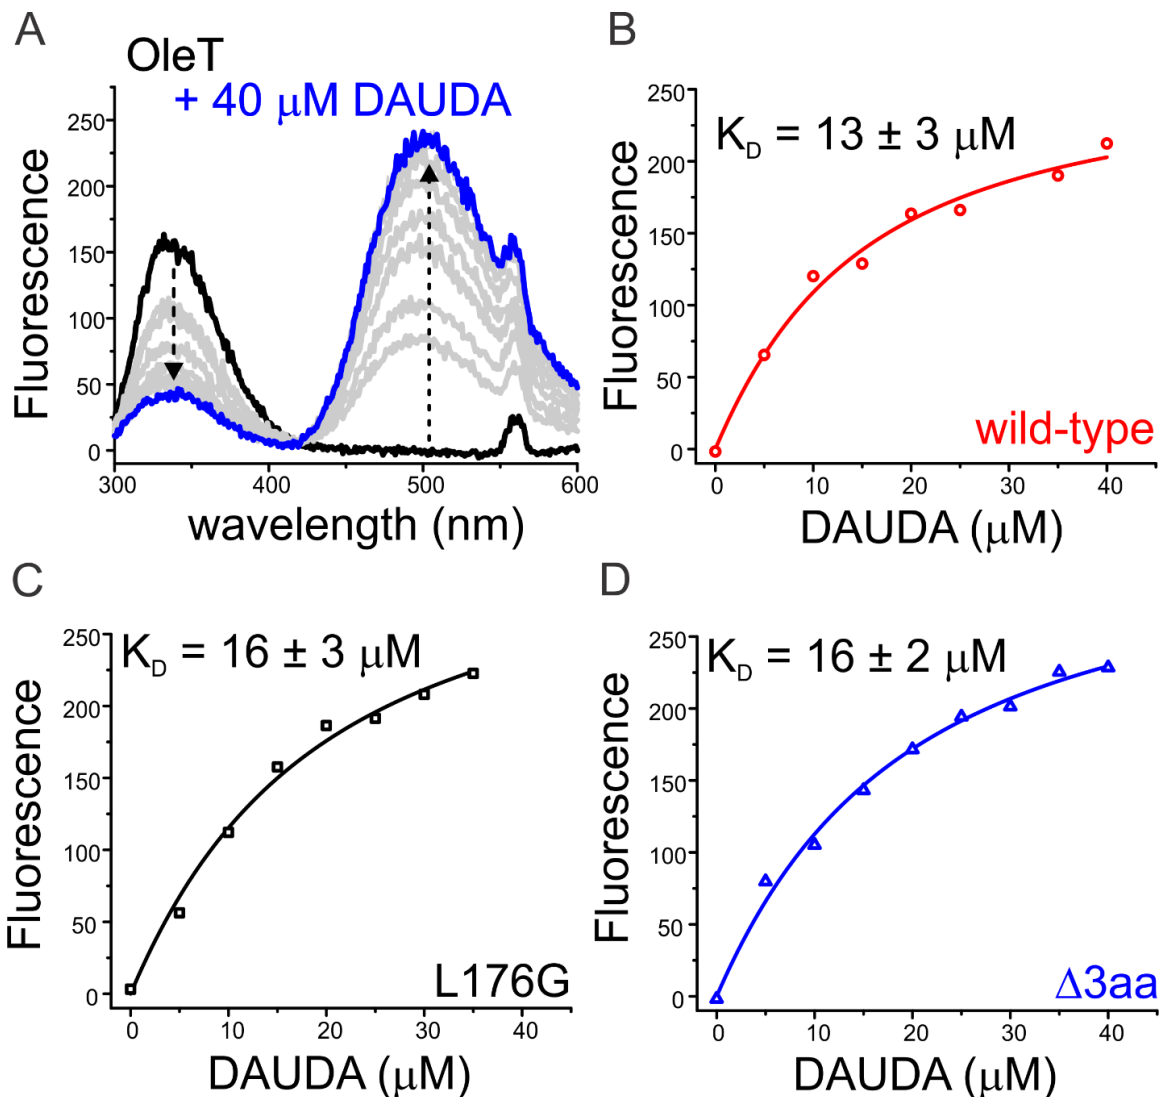 A
OleT
+ 40 μM DAUDA
Fluorescence
250
200
150
100
50
0
300
400
500
600
wavelength (nm)
B
K_D = 13 ± 3 μM
Fluorescence
250
200
150
100
50
0
wild-type
0
10
20
30
40
DAUDA (μM)
C
K_D = 16 ± 3 μM
Fluorescence
250
200
150
100
50
0
L176G
0
10
20
30
40
DAUDA (μM)
D
K_D = 16 ± 2 μM
Fluorescence
250
200
150
100
50
0
Δ3aa
0
10
20
30
40
DAUDA (μM)